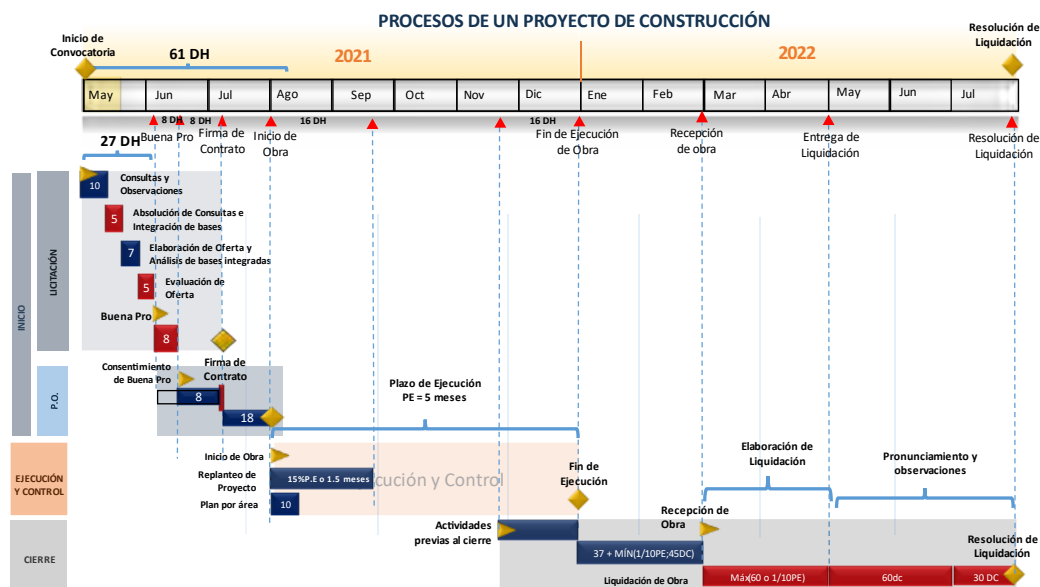 PROCESOS DE UN PROYECTO DE CONSTRUCCIÓN
Inicio de
Convocatoria
61 DH
2021
2022
Resolución de
Liquidación
May
Jun
Jul
Ago
Sep
Oct
Nov
Dic
Ene
Feb
Mar
Abr
May
Jun
Jul
8 DH
8 DH
16 DH
16 DH
27 DH
Buena Pro
Firma de
Contrato
Inicio de
Obra
Fin de Ejecución
de Obra
Recepción
de obra
Entrega de
Liquidación
Resolución de
Liquidación
INICIO
LICITACIÓN
10
Consultas y
Observaciones
5
Absolución de Consultas e
Integración de bases
7
Elaboración de Oferta y
Análisis de bases integradas
5
Evaluación de
Oferta
Buena Pro
8
P.O.
Consentimiento
de Buena Pro
Firma de
Contrato
8
18
Plazo de Ejecución
PE = 5 meses
EJECUCIÓN
Y CONTROL
Inicio de Obra
Replanteo de
Proyecto
15%P.E o 1.5 meses
cución y Control
Plan por área
10
Fin de
Ejecución
Elaboración de
Liquidación
Pronunciamiento y
observaciones
CIERRE
Actividades
previas al cierre
Recepción de
Obra
37 + MÍN(1/10PE;45DC)
Resolución de
Liquidación
Liquidación de Obra
Máx(60 o 1/10PE)
60dc
30 DC